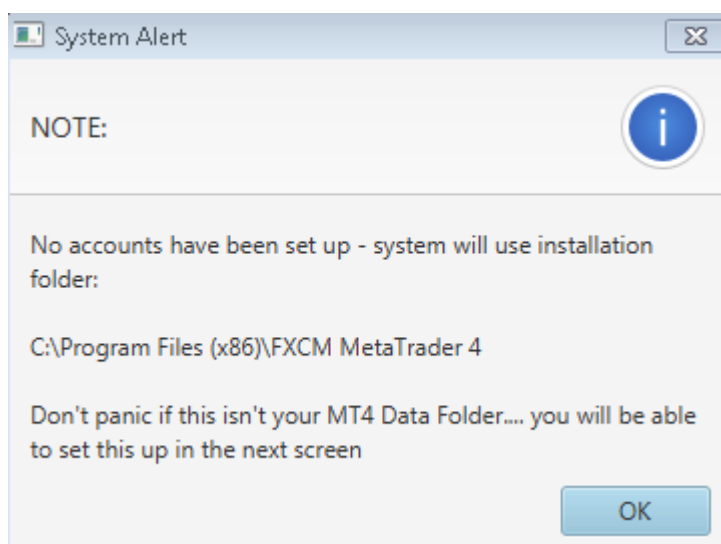 System Alert
NOTE:
No accounts have been set up - system will use installation
folder:
C:\Program Files (x86)\FXCM MetaTrader 4
Don't panic if this isn't your MT4 Data Folder.... you will be able
to set this up in the next screen
OK